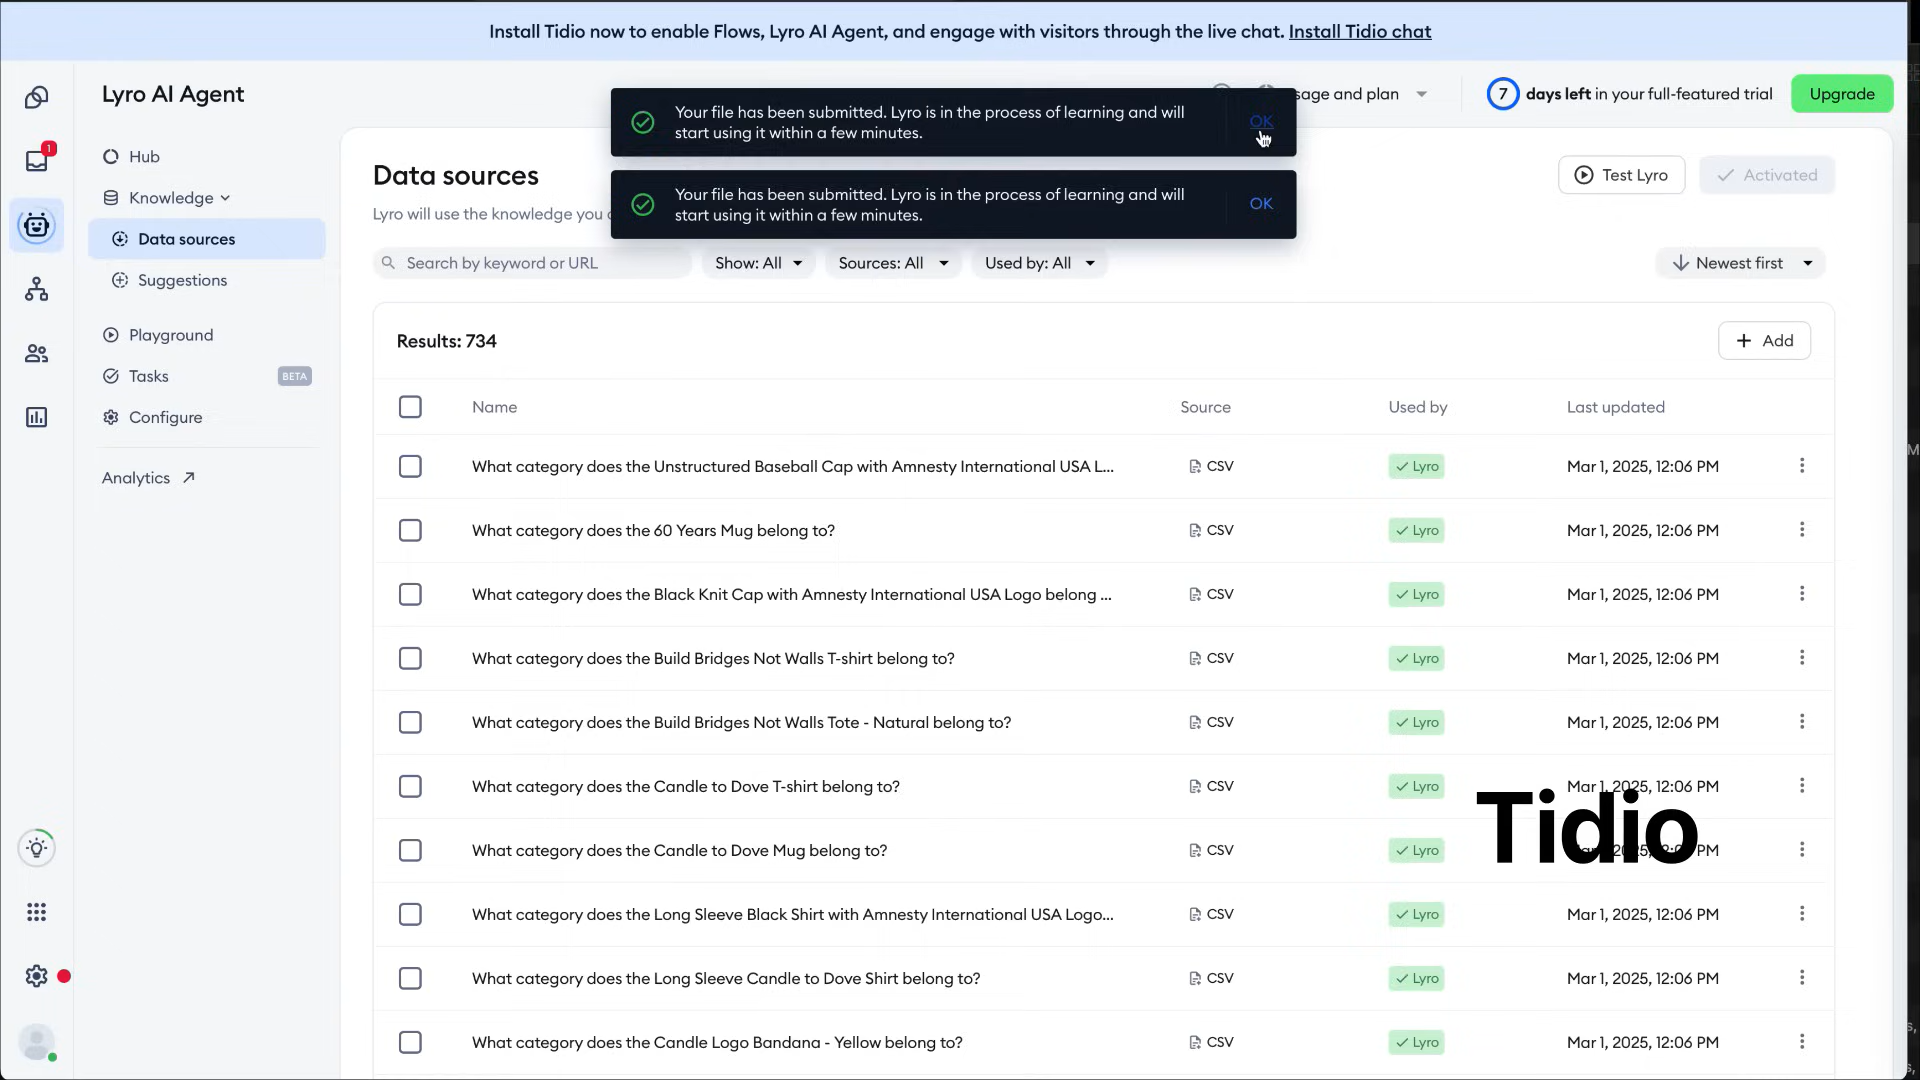 Install Tidio now to enable Flows, Lyro AI Agent, and engage with visitors through the live chat. Install Tidio chat
Lyro AI Agent
sage and plan
7 days left in your full-featured trial
Upgrade
Your file has been submitted. Lyro is in the process of learning and will
start using it within a few minutes.
OK
Your file has been submitted. Lyro is in the process of learning and will
start using it within a few minutes.
OK
1
Hub
Knowledge
Data sources
Suggestions
Playground
Tasks BETA
Configure
Analytics
Data sources
Lyro will use the knowledge you
Test Lyro
Activated
Search by keyword or URL
Show: All
Sources: All
Used by: All
Newest first
Results: 734
Add
Name Source Used by Last updated
What category does the Unstructured Baseball Cap with Amnesty International USA L... CSV Lyro Mar 1, 2025, 12:06 PM
What category does the 60 Years Mug belong to? CSV Lyro Mar 1, 2025, 12:06 PM
What category does the Black Knit Cap with Amnesty International USA Logo belong ... CSV Lyro Mar 1, 2025, 12:06 PM
What category does the Build Bridges Not Walls T-shirt belong to? CSV Lyro Mar 1, 2025, 12:06 PM
What category does the Build Bridges Not Walls Tote - Natural belong to? CSV Lyro Mar 1, 2025, 12:06 PM
What category does the Candle to Dove T-shirt belong to? CSV Lyro Mar 1, 2025, 12:06 PM
Tidio
What category does the Candle to Dove Mug belong to? CSV Lyro PM
What category does the Long Sleeve Black Shirt with Amnesty International USA Logo... CSV Lyro Mar 1, 2025, 12:06 PM
What category does the Long Sleeve Candle to Dove Shirt belong to? CSV Lyro Mar 1, 2025, 12:06 PM
What category does the Candle Logo Bandana - Yellow belong to? CSV Lyro Mar 1, 2025, 12:06 PM